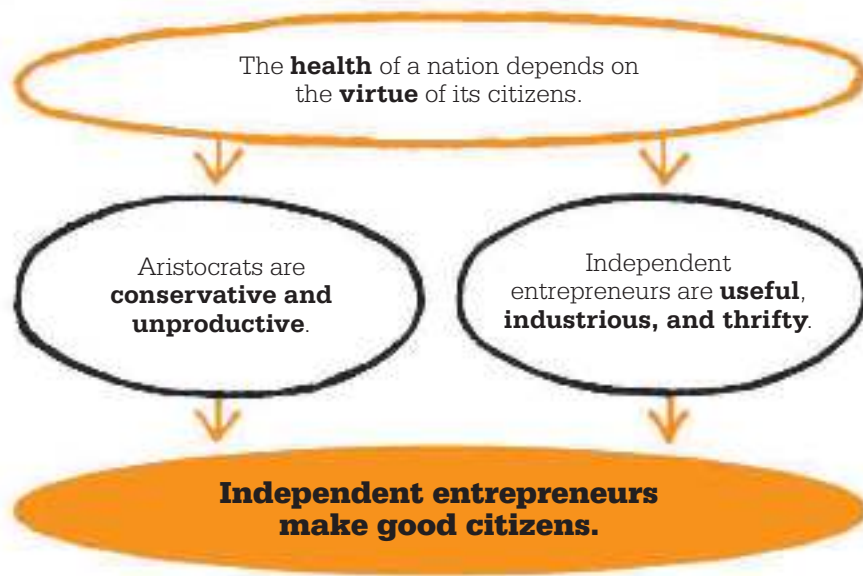 The health of a nation depends on
the virtue of its citizens.
Aristocrats are
conservative and
unproductive.
Independent
entrepreneurs are useful,
industrious, and thrifty.
Independent entrepreneurs
make good citizens.